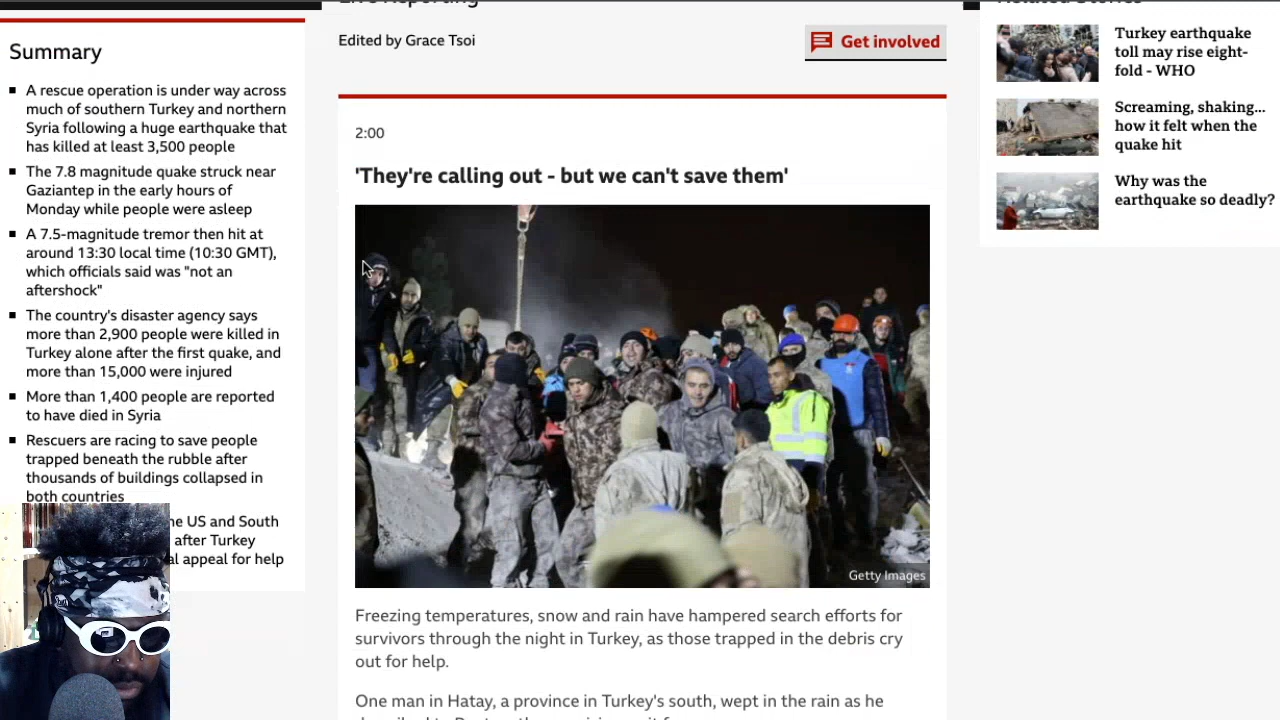 Live Reporting
Edited by Grace Tsoi
Get involved
Summary
A rescue operation is under way across
much of southern Turkey and northern
Syria following a huge earthquake that
has killed at least 3,500 people
The 7.8 magnitude quake struck near
Gaziantep in the early hours of
Monday while people were asleep
A 7.5-magnitude tremor then hit at
around 13:30 local time (10:30 GMT),
which officials said was "not an
aftershock"
The country's disaster agency says
more than 2,900 people were killed in
Turkey alone after the first quake, and
more than 15,000 were injured
More than 1,400 people are reported
to have died in Syria
Rescuers are racing to save people
trapped beneath the rubble after
thousands of buildings collapsed in
both countries
he US and South
after Turkey
al appeal for help
2:00
'They're calling out - but we can't save them'
Getty Images
Freezing temperatures, snow and rain have hampered search efforts for
survivors through the night in Turkey, as those trapped in the debris cry
out for help.
One man in Hatay, a province in Turkey's south, wept in the rain as he
Related Stories
Turkey earthquake
toll may rise eight-
fold - WHO
Screaming, shaking...
how it felt when the
quake hit
Why was the
earthquake so deadly?